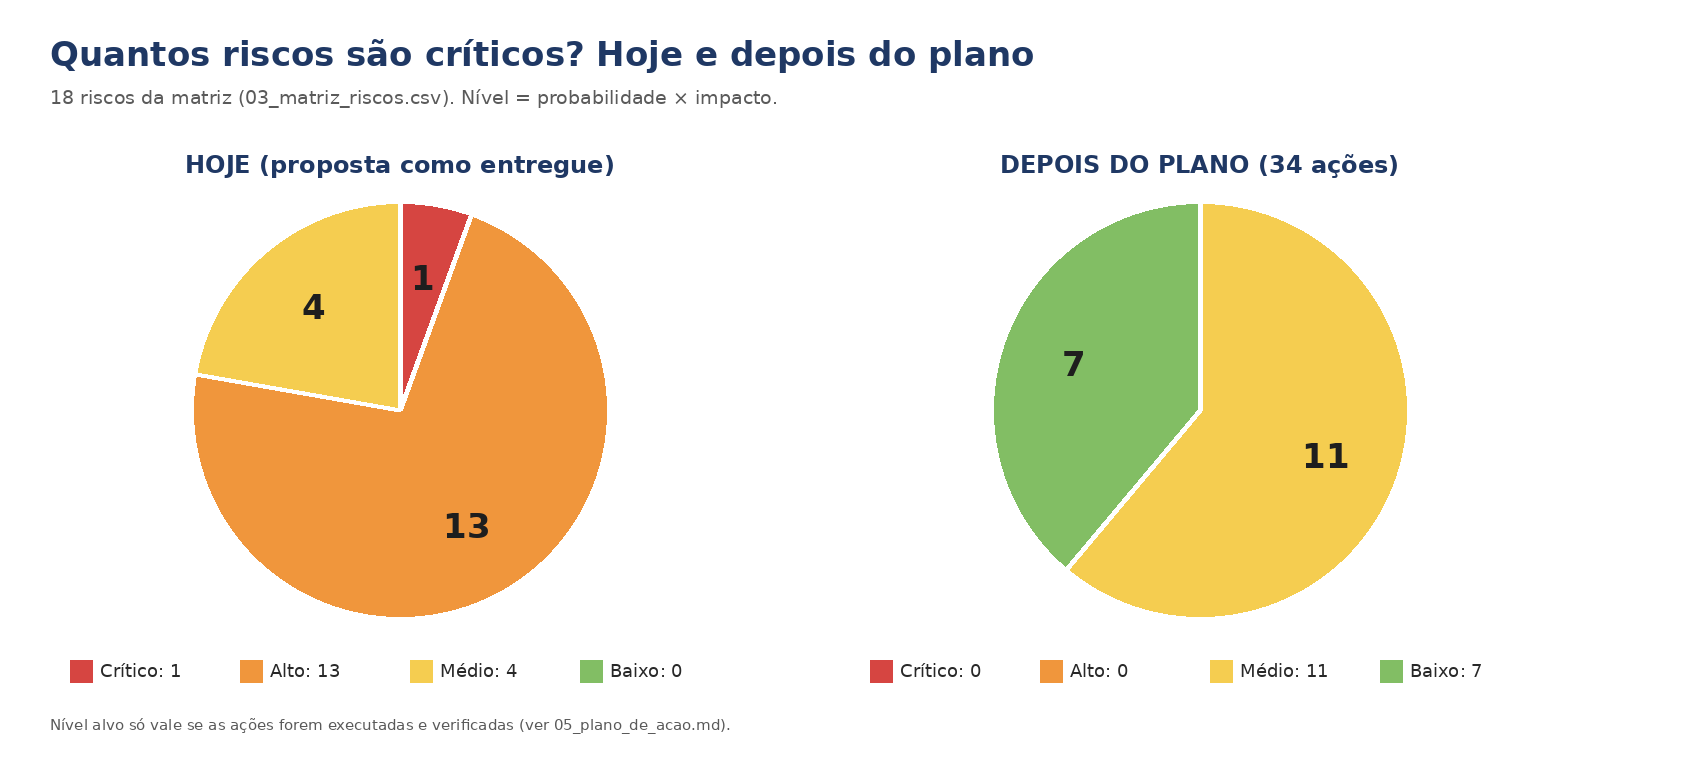 Quantos riscos são críticos? Hoje e depois do plano
18 riscos da matriz (03_matriz_riscos.csv). Nível = probabilidade × impacto.
HOJE (proposta como entregue)
1
4
13
Crítico: 1
Alto: 13
Médio: 4
Baixo: 0
DEPOIS DO PLANO (34 ações)
7
11
Crítico: 0
Alto: 0
Médio: 11
Baixo: 7
Nível alvo só vale se as ações forem executadas e verificadas (ver 05_plano_de_acao.md).